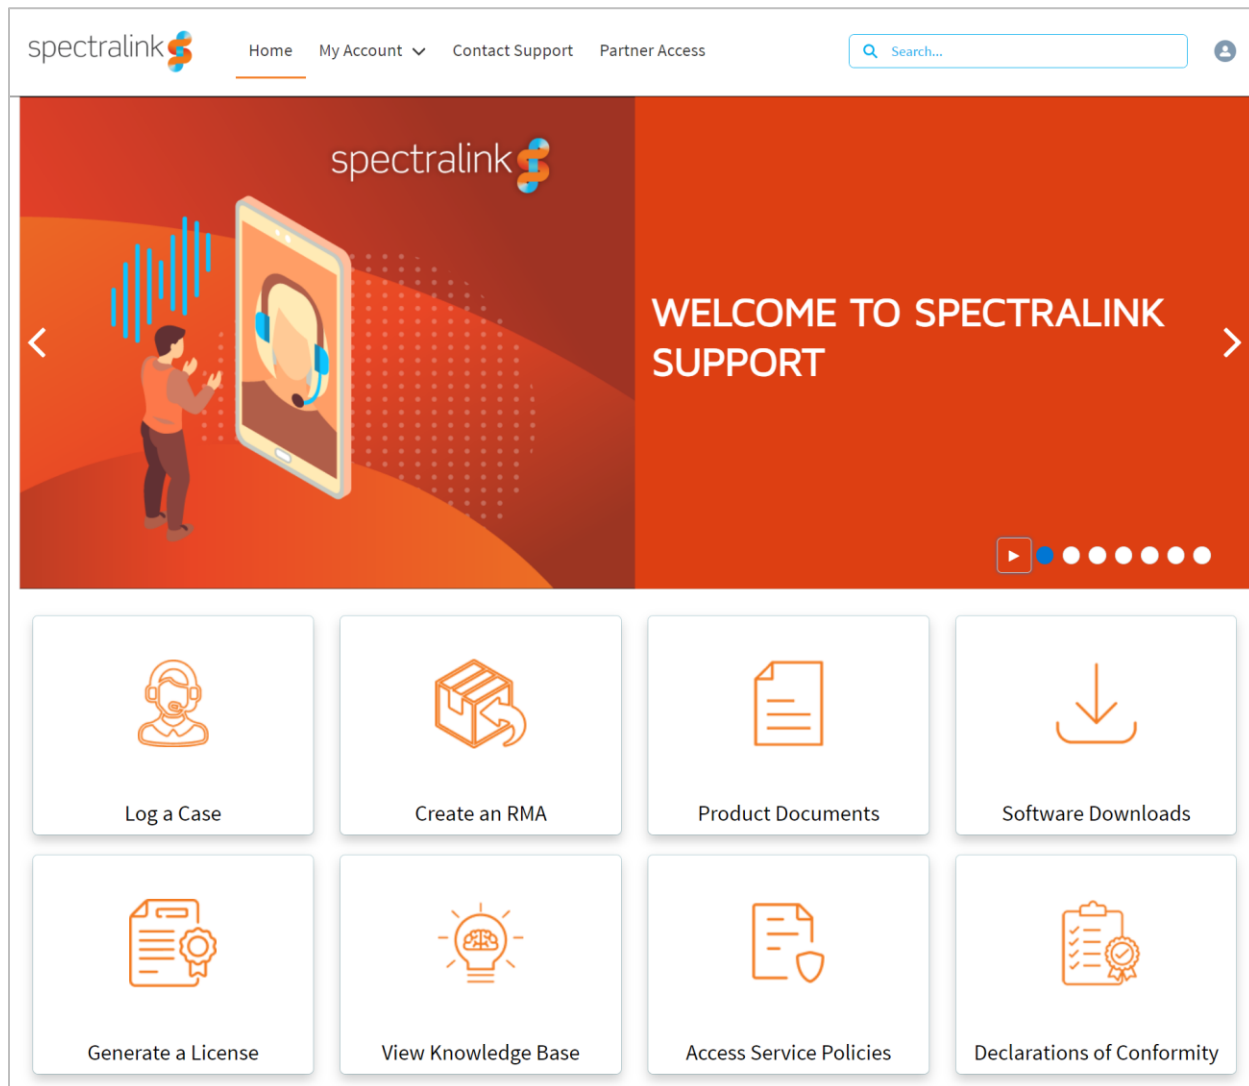 spectralink
Home My Account Contact Support Partner Access
Search...
spectralink
WELCOME TO SPECTRALINK
SUPPORT
Log a Case
Create an RMA
Product Documents
Software Downloads
Generate a License
View Knowledge Base
Access Service Policies
Declarations of Conformity